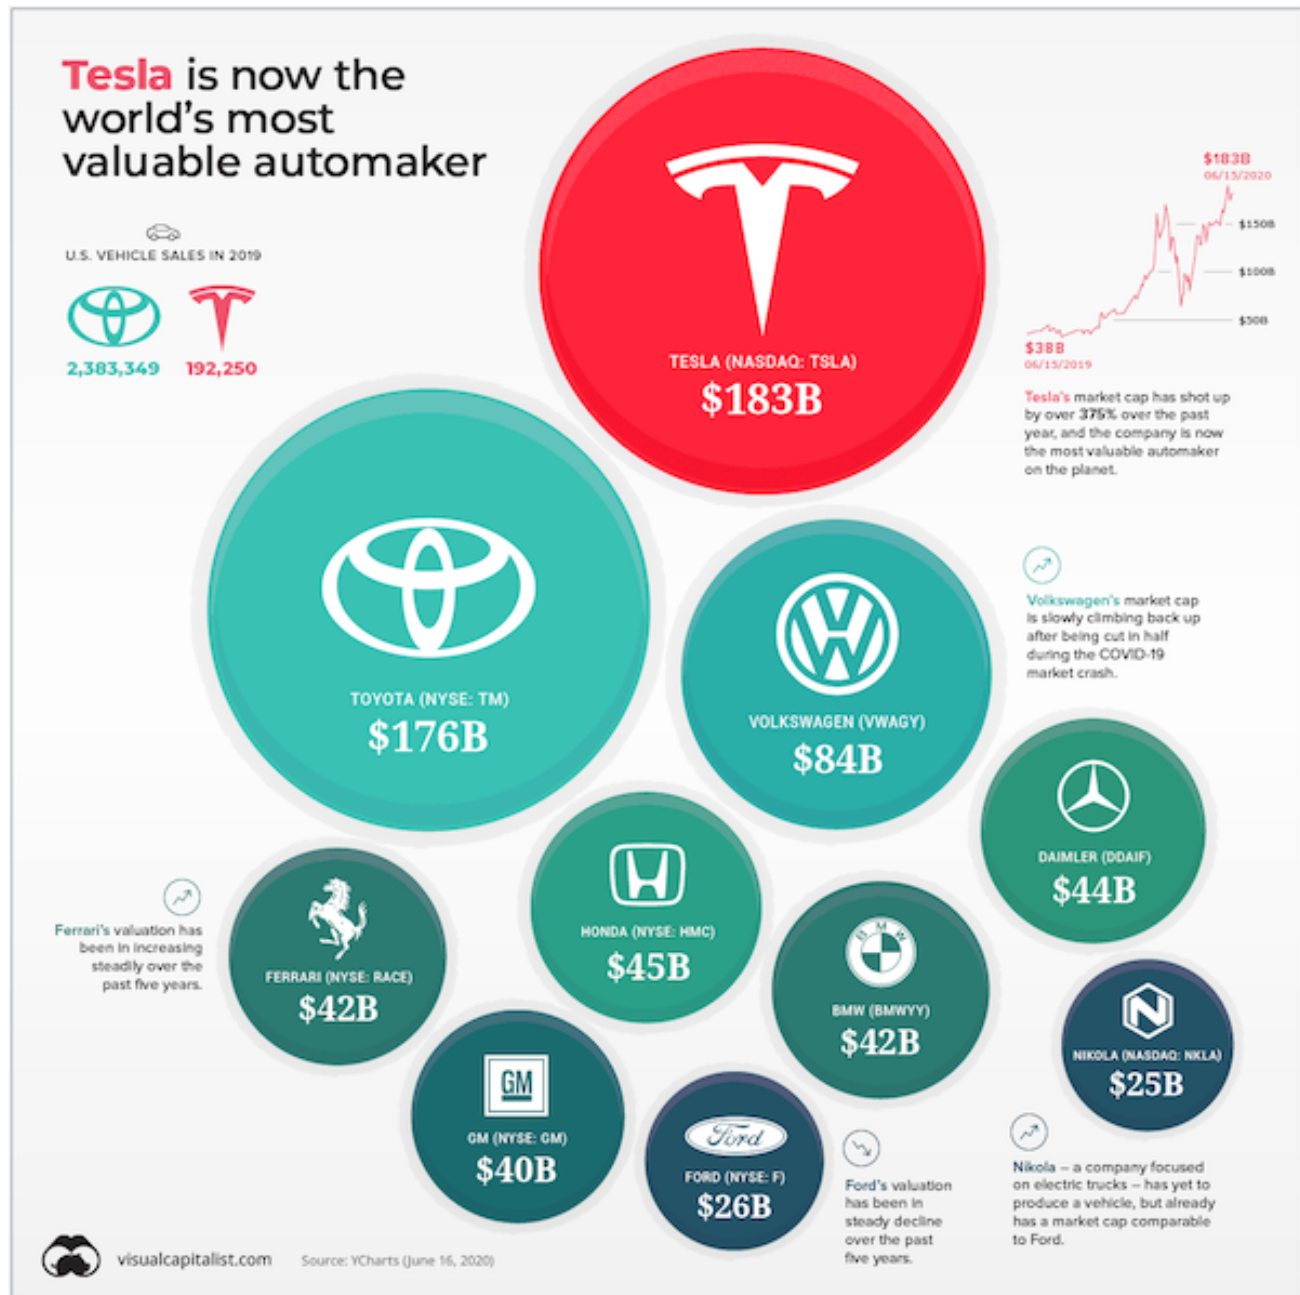 Tesla is now the
world's most
valuable automaker
U.S. VEHICLE SALES IN 2019
2,383,349
192,250
TESLA (NASDAQ: TSLA)
$183B
$183B
06/15/2020
$150B
$100B
$50B
$38B
06/15/2019
Tesla's market cap has shot up
by over 375% over the past
year, and the company is now
the most valuable automaker
on the planet.
TOYOTA (NYSE: TM)
$176B
VOLKSWAGEN (VWAGY)
$84B
Volkswagen's market cap
is slowly climbing back up
after being cut in half
during the COVID-19
market crash.
DAIMLER (DDAIF)
$44B
HONDA (NYSE: HMC)
$45B
Ferrari's valuation has
been in increasing
steadily over the
past five years.
FERRARI (NYSE: RACE)
$42B
BMW
BMW (BMWYY)
$42B
NIKOLA (NASDAQ: NKLA)
$25B
GM
GM (NYSE: GM)
$40B
Ford
FORD (NYSE: F)
$26B
Ford's valuation
has been in
steady decline
over the past
five years.
Nikola – a company focused
on electric trucks – has yet to
produce a vehicle, but already
has a market cap comparable
to Ford.
visualcapitalist.com
Source: YCharts (June 16, 2020)